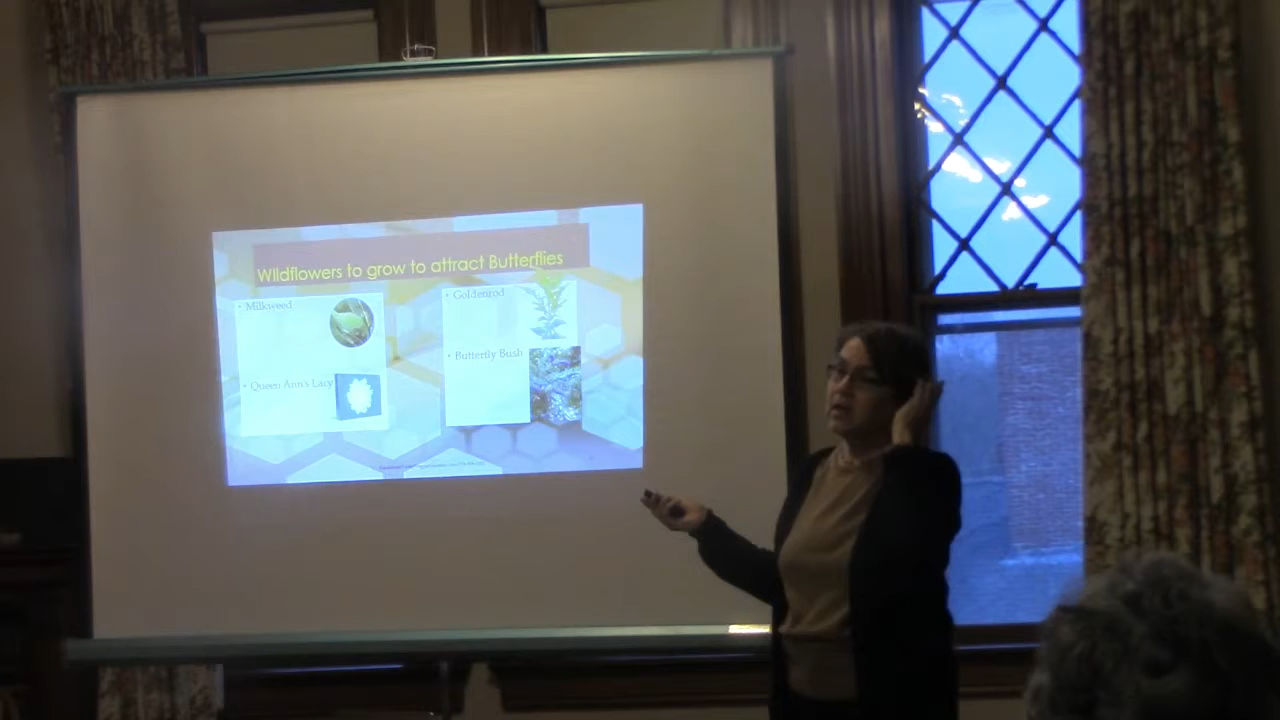 WIldflowers to grow to attract Butterflies
• Milkweed
• Queen Ann's Lacy
• Goldenrod
• Butterfly Bush